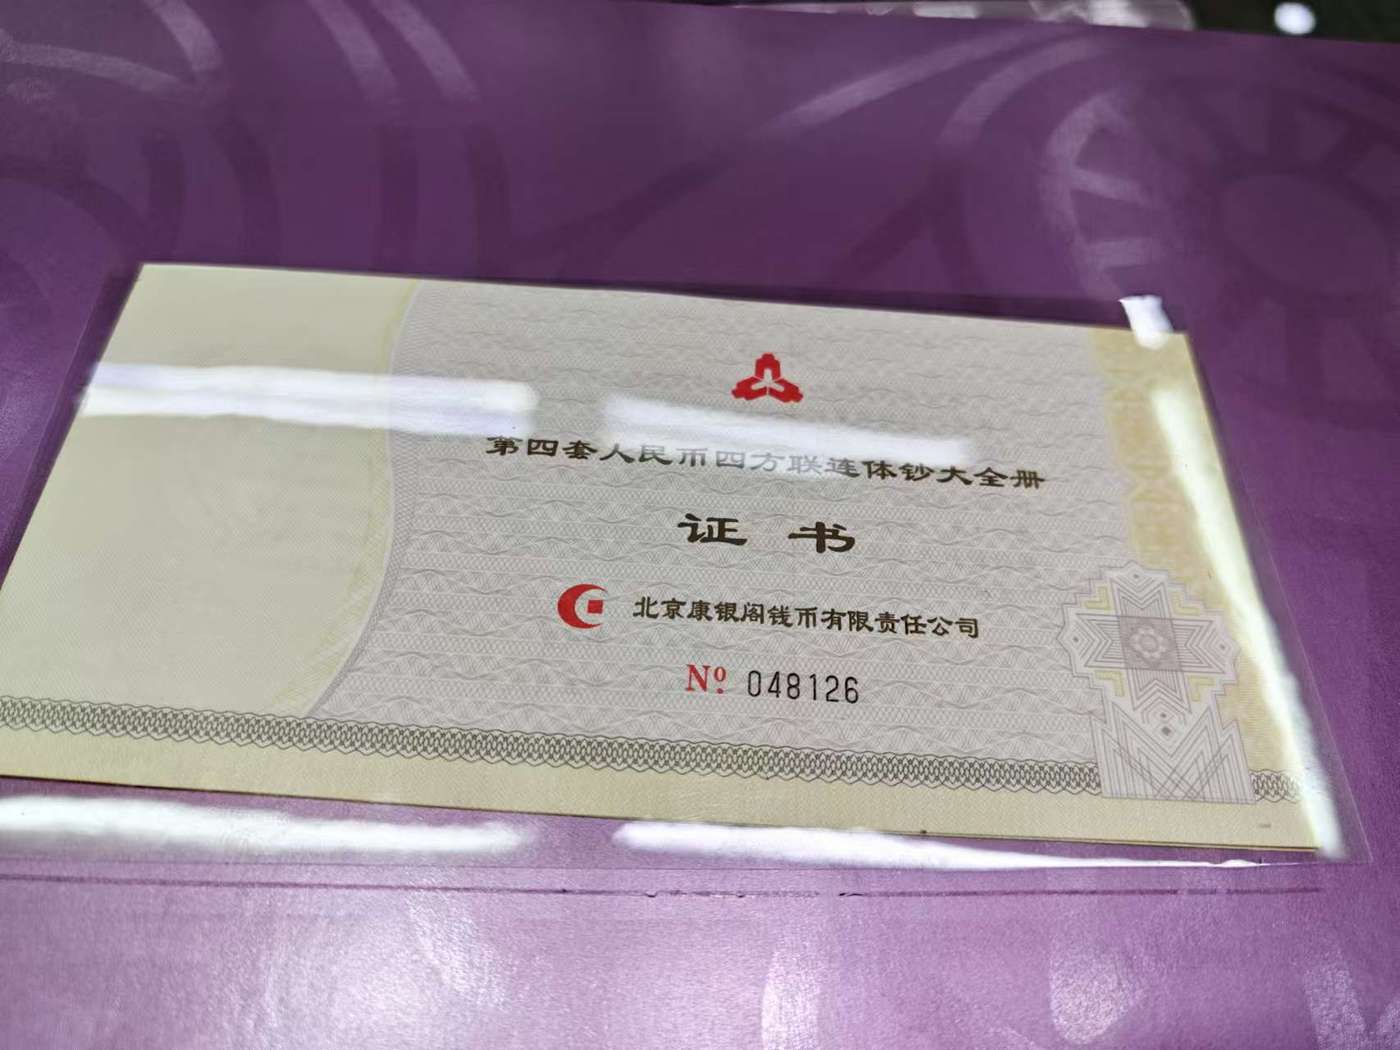 第四套人民币四方联连体钞大全册
证书
北京康银阁钱币有限责任公司
Nº 048126